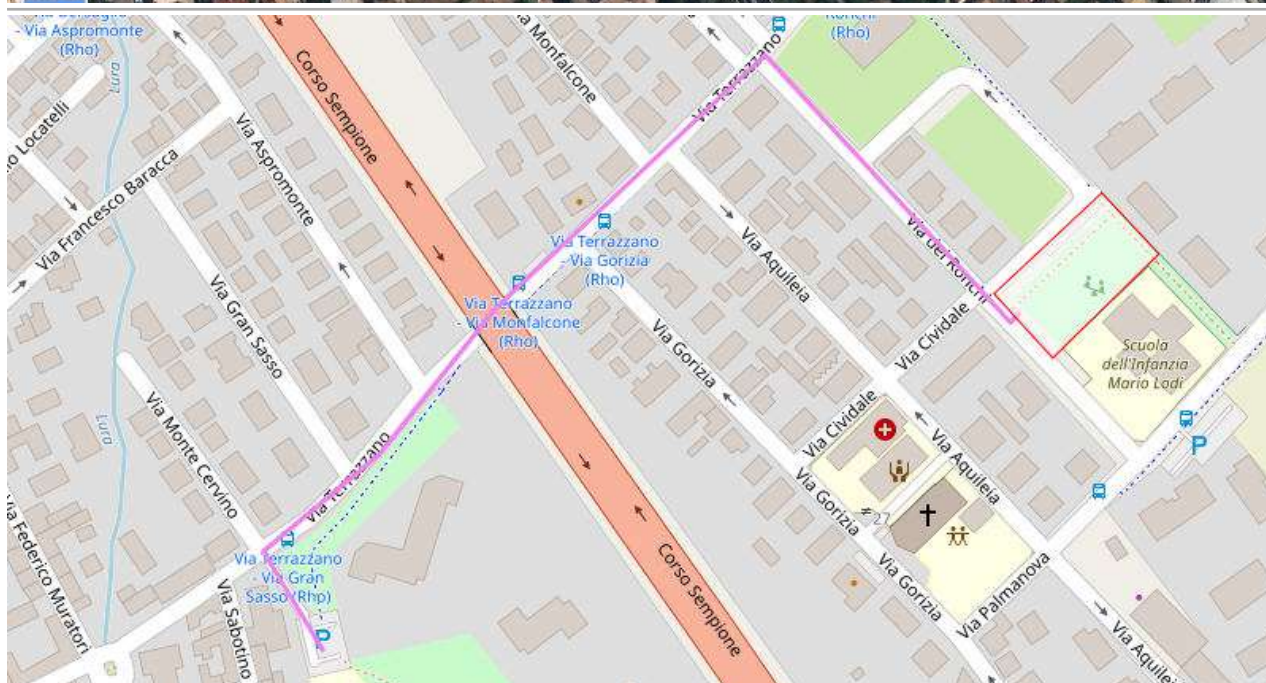 - Via Aspromonte
(Rho)
Lura
Via Francesco Baracca
Via Aspromonte
Corso Sempione
Via Monfalcone
Via Terrazzano
Ronchi
(Rho)
Via Terrazzano
- Via Gorizia
(Rho)
Via Terrazzano
- Via Monfalcone
(Rho)
Via Aquileia
Via dei Ronchi
Via Gran Sasso
Via Gorizia
Via Cividale
Scuola
dell'Infanzia
Mario Lodi
Via Monte Cervino
Lura
Via Terrazzano
Via Cividale
Via Aquileia
P
Via Gorizia
27
Via Terrazzano
- Via Gran
Sasso (Rho)
Via Federico Muratori
Via Sabotino
P
Corso Sempione
Via Gorizia
Via Palmanova